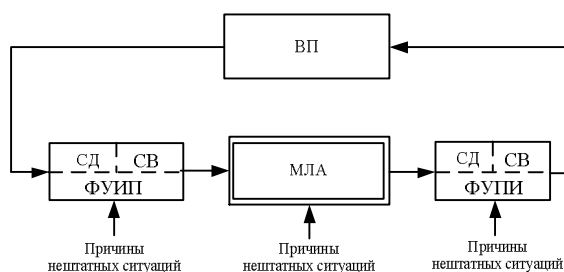 ВП
СД СВ
ФУИП
МЛА
СД СВ
ФУПИ
Причины
нештатных ситуаций
Причины
нештатных ситуаций
Причины
нештатных ситуаций